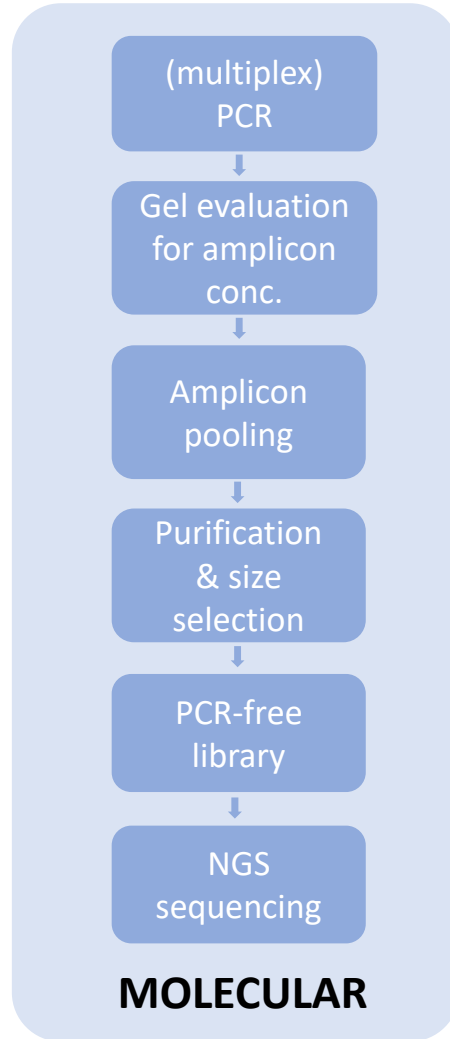 (multiplex)
PCR
Gel evaluation
for amplicon
conc.
Amplicon
pooling
Purification
& size
selection
PCR-free
library
NGS
sequencing
MOLECULAR